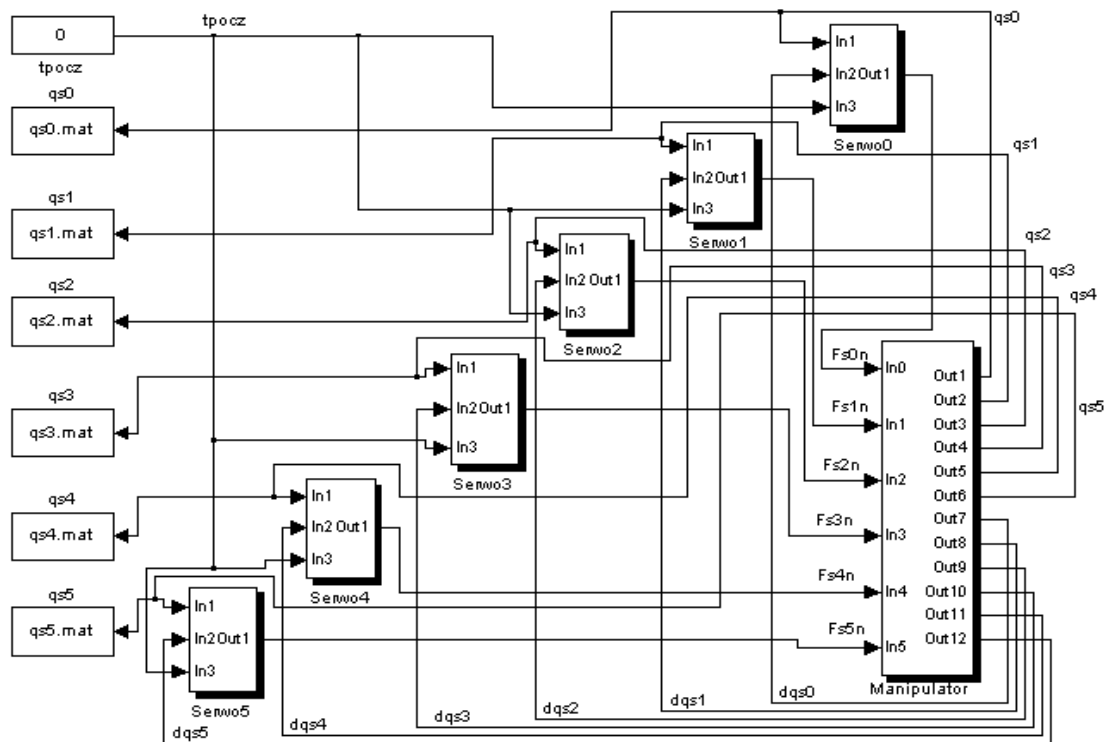 tpocz
qs0
0
tpocz
In1
In2 Out1
In3
Serwo0
qs0
qs0.mat
qs1
In1
In2 Out1
In3
Serwo1
qs1
qs1.mat
qs2
In1
In2 Out1
In3
Serwo2
qs3
qs4
qs2
qs2.mat
qs5
Fs0n
In0
Fs1n
In1
Fs2n
In2
Fs3n
In3
Fs4n
In4
Fs5n
In5
Out1
Out2
Out3
Out4
Out5
Out6
Out7
Out8
Out9
Out10
Out11
Out12
Manipulator
qs3
qs3.mat
In1
In2 Out1
In3
Serwo3
qs4
qs4.mat
In1
In2 Out1
In3
Serwo4
qs5
qs5.mat
In1
In2 Out1
In3
Serwo5
dqs5
dqs4
dqs3
dqs2
dqs1
dqs0